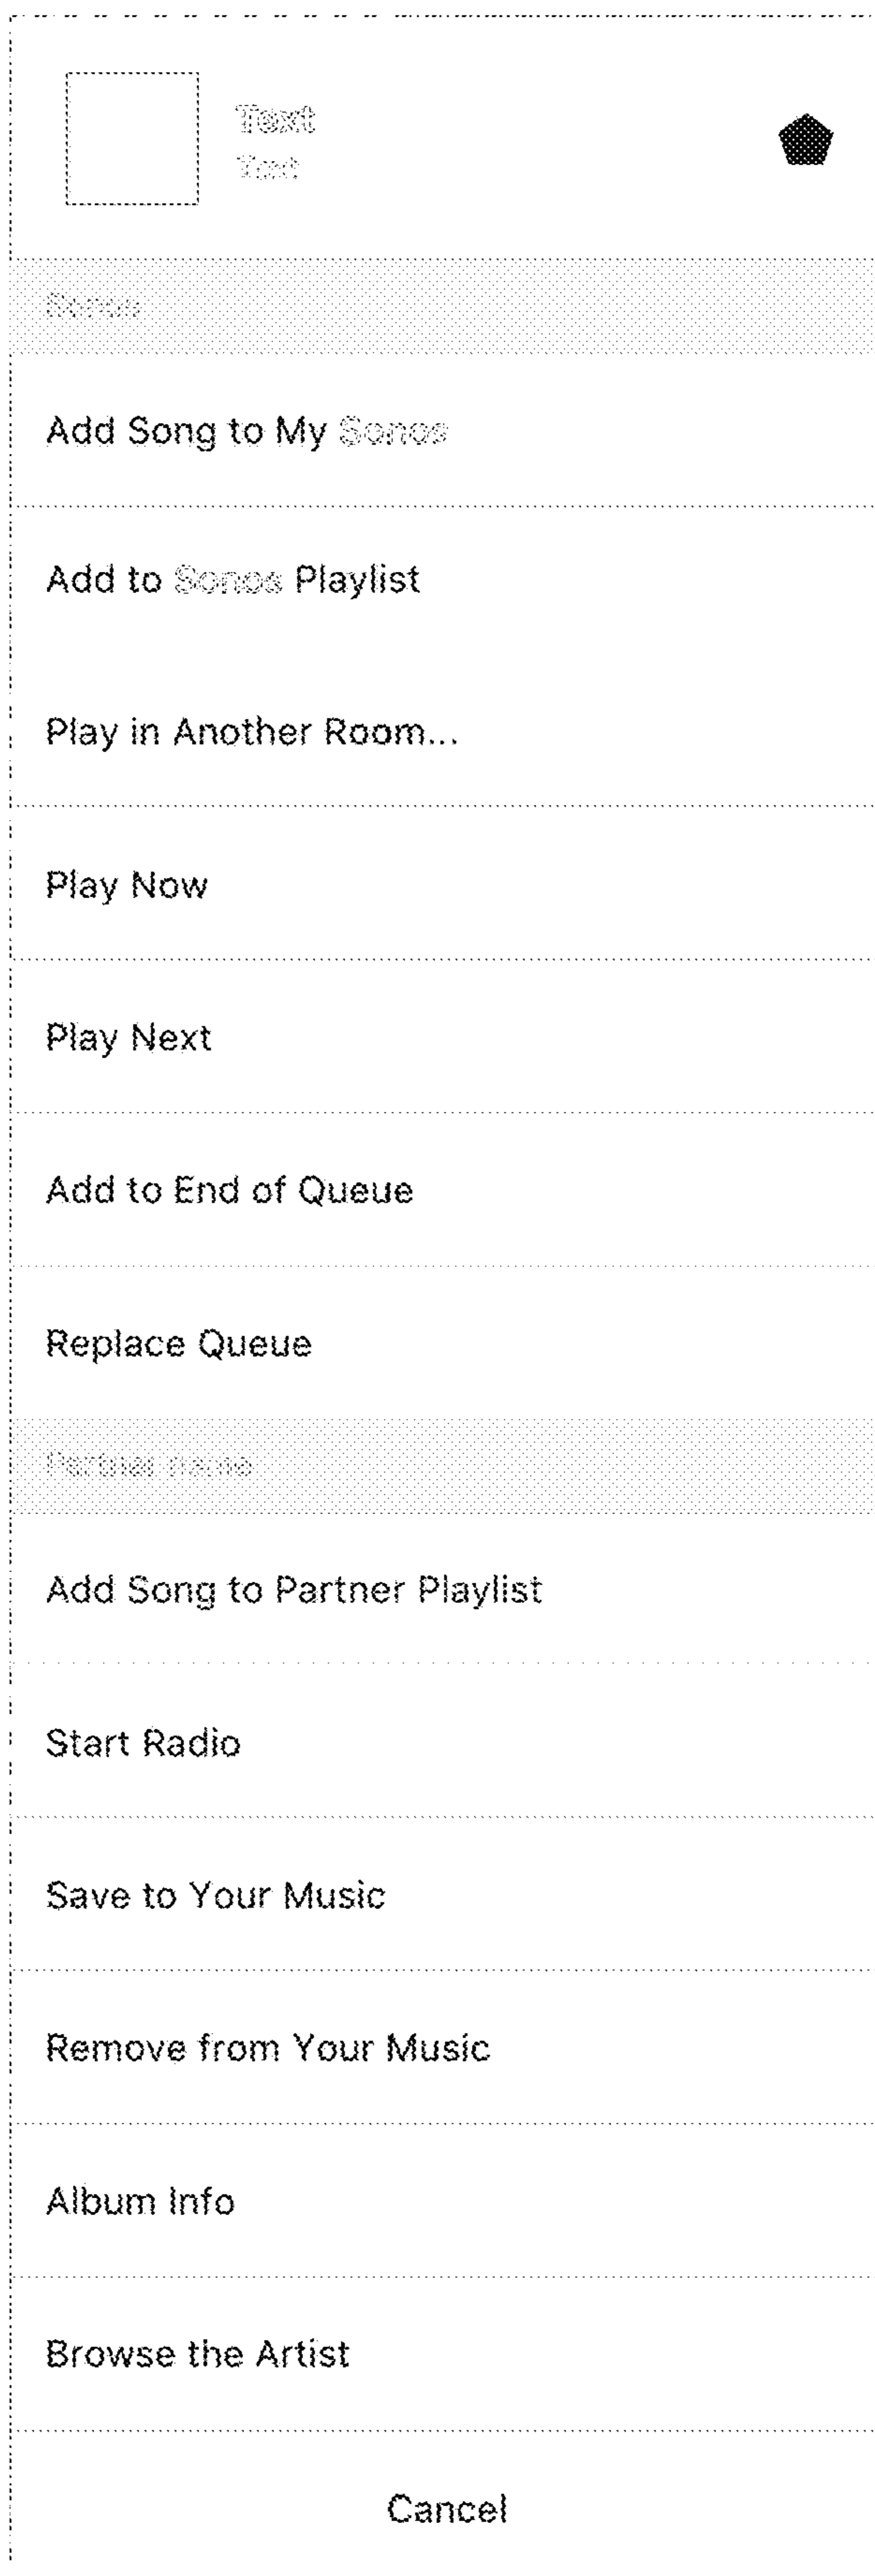 Text
Text
Sonos
Add Song to My Sonos
Add to Sonos Playlist
Play in Another Room...
Play Now
Play Next
Add to End of Queue
Replace Queue
Partner name
Add Song to Partner Playlist
Start Radio
Save to Your Music
Remove from Your Music
Album Info
Browse the Artist
Cancel